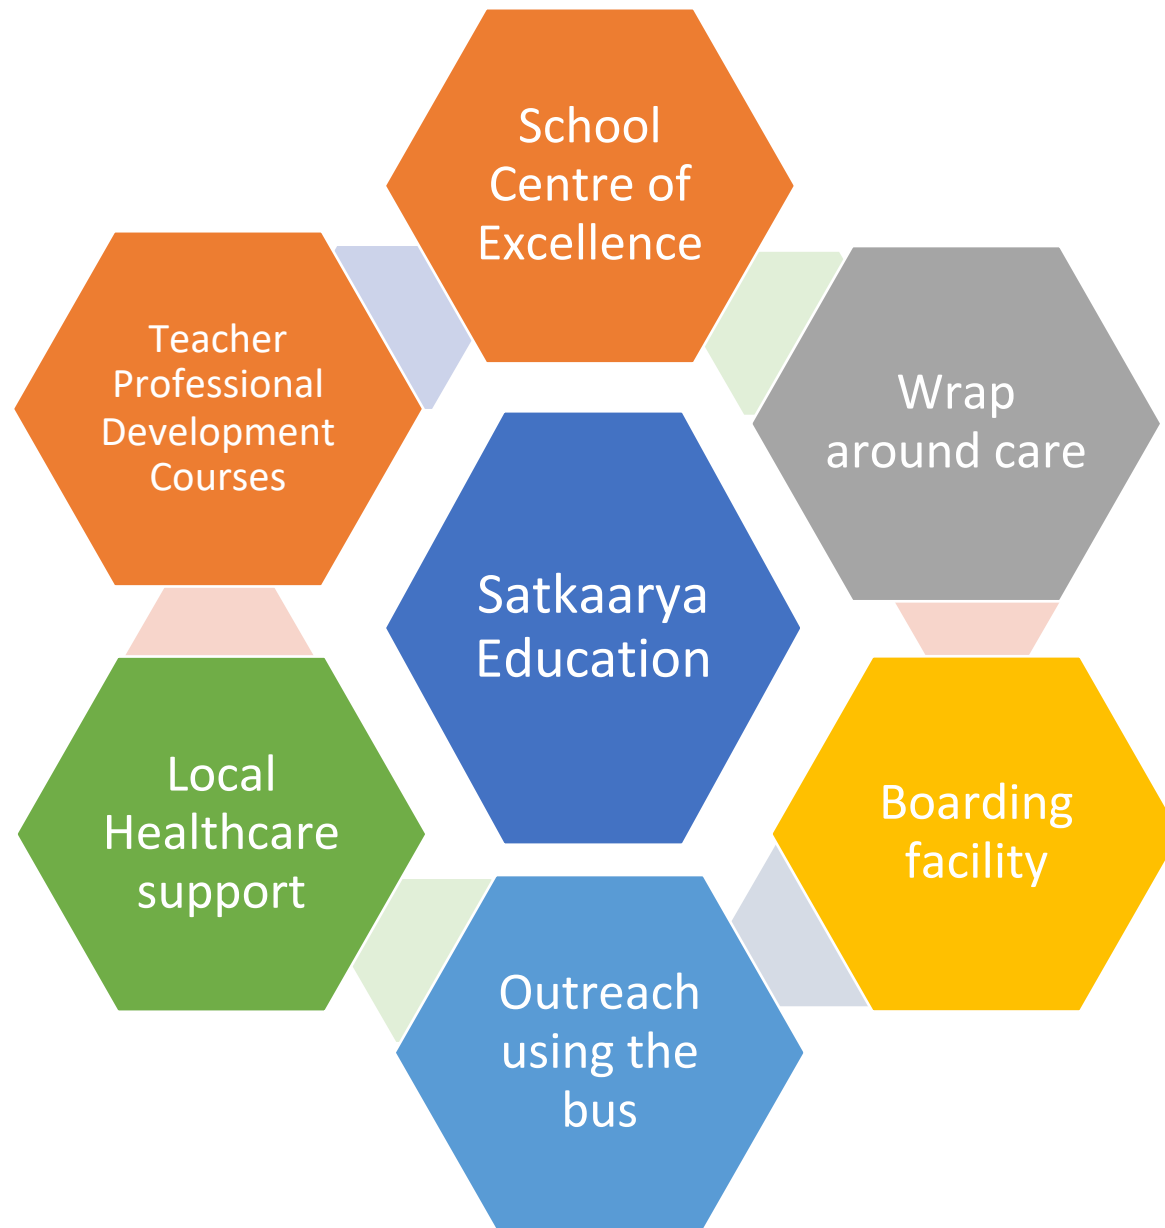 School
Centre of
Excellence
Teacher
Professional
Development
Courses
Wrap
around care
Satkaarya
Education
Local
Healthcare
support
Boarding
facility
Outreach
using the
bus